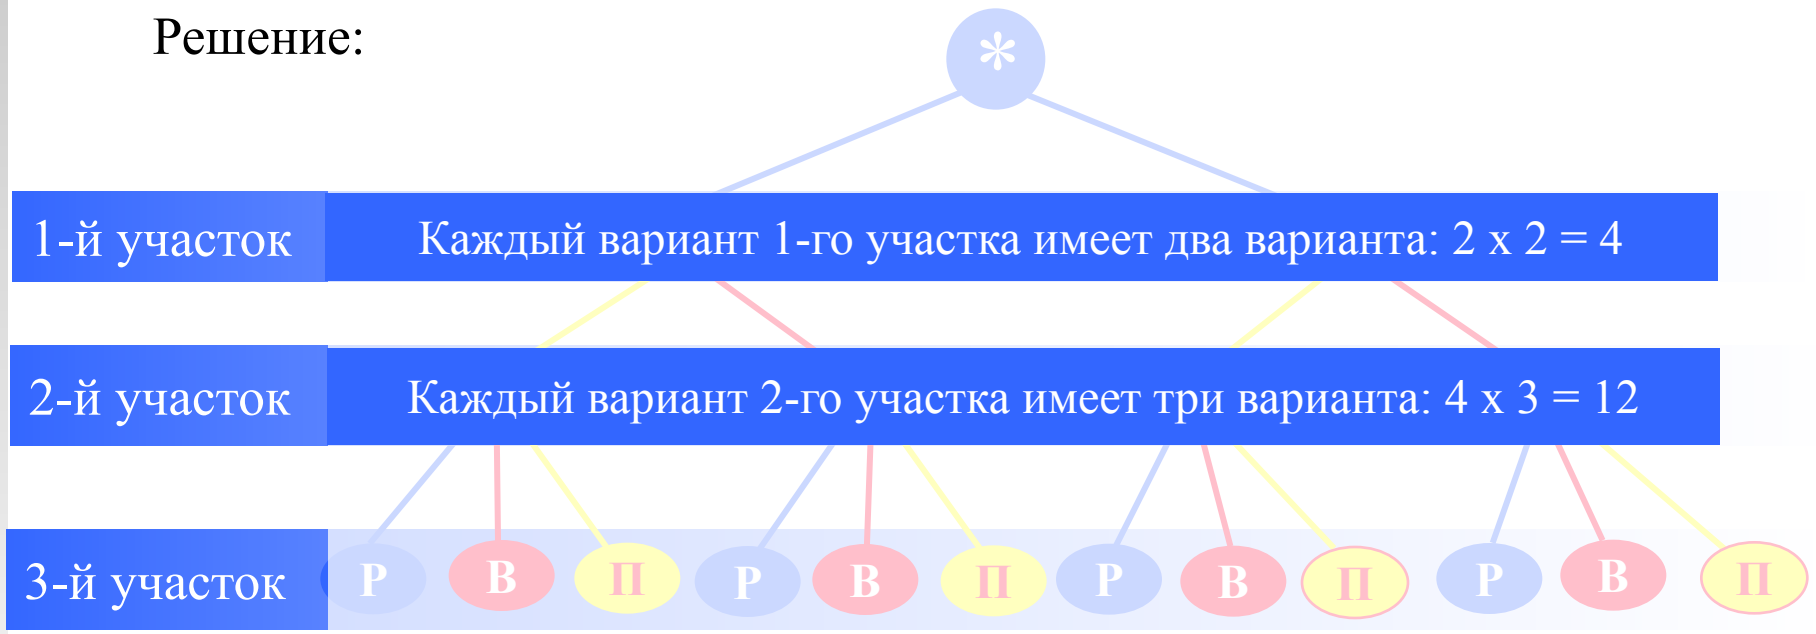 Решение:
*
1-й участок Каждый вариант 1-го участка имеет два варианта: 2 х 2 = 4
2-й участок Каждый вариант 2-го участка имеет три варианта: 4 х 3 = 12
3-й участок Р В П Р В П Р В П Р В П